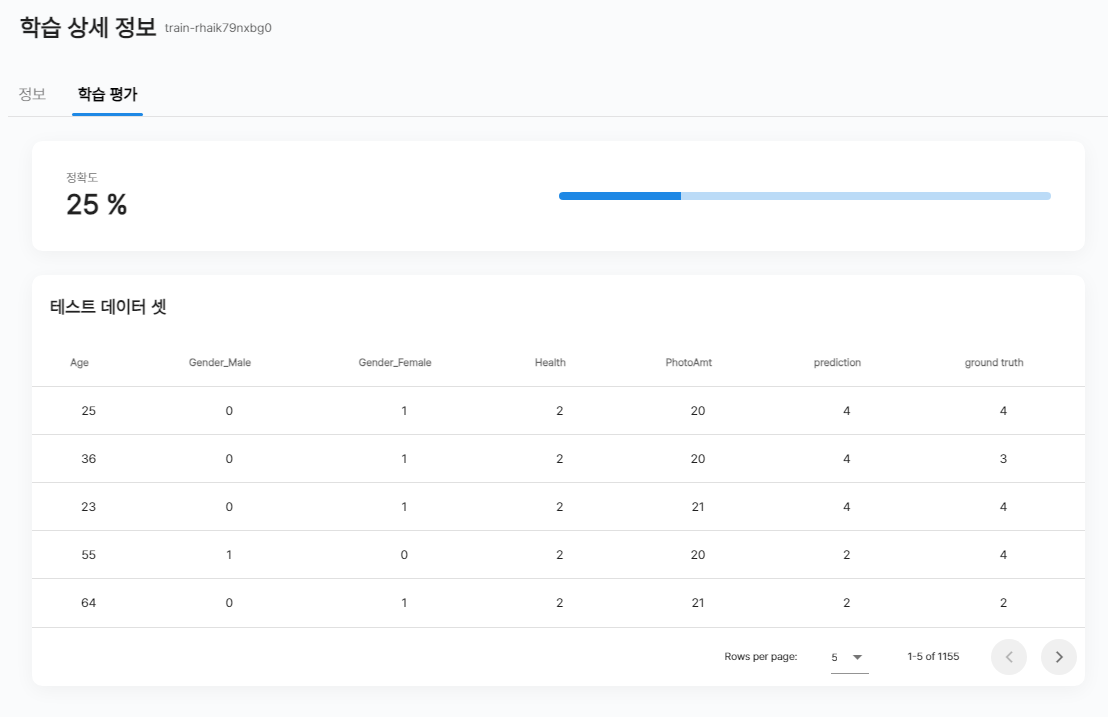 학습 상세 정보 train-rhaik79nxbg0
정보 학습 평가
정확도
25 %
테스트 데이터 셋
Age Gender_Male Gender_Female Health PhotoAmt prediction ground truth
25 0 1 2 20 4 4
36 0 1 2 20 4 3
23 0 1 2 21 4 4
55 1 0 2 20 2 4
64 0 1 2 21 2 2
Rows per page: 5 1-5 of 1155